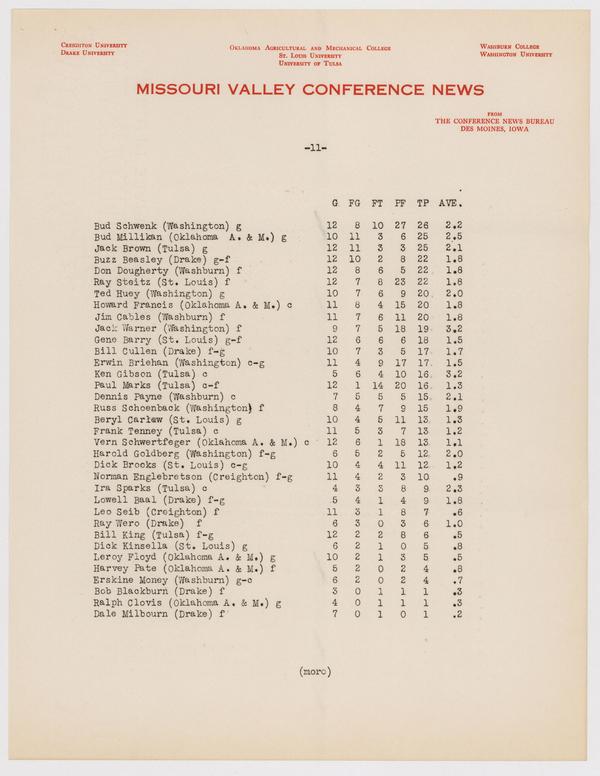 Creighton University
Drake University
Oklahoma Agricultural and Mechanical College
St. Louis University
University of Tulsa
Washburn College
Washington University
MISSOURI VALLEY CONFERENCE NEWS
FROM
THE CONFERENCE NEWS BUREAU
DES MOINES, IOWA
-11-
G FG FT PF TP AVE.
Bud Schwenk (Washington) g 12 8 10 27 26 2.2
Bud Millikan (Oklahoma A. & M.) g 10 11 3 6 25 2.5
Jack Brown (Tulsa) g 12 11 3 3 25 2.1
Buzz Beasley (Drake) g-f 12 10 2 8 22 1.8
Don Dougherty (Washburn) f 12 8 6 5 22 1.8
Ray Steitz (St. Louis) f 12 7 8 23 22 1.8
Ted Huey (Washington) g 10 7 6 9 20 2.0
Howard Francis (Oklahoma A. & M.) c 11 8 4 15 20 1.8
Jim Cables (Washburn) f 11 7 6 11 20 1.8
Jack Warner (Washington) f 9 7 5 18 19 3.2
Gene Barry (St. Louis) g-f 12 6 6 6 18 1.5
Bill Cullen (Drake) f-g 10 7 3 5 17 1.7
Erwin Briehan (Washington) c-g 11 4 9 17 17 1.5
Ken Gibson (Tulsa) c 5 6 4 10 16 3.2
Paul Marks (Tulsa) c-f 12 1 14 20 16 1.3
Dennis Payne (Washburn) c 7 5 5 5 15 2.1
Russ Schoenback (Washington) f 8 4 7 9 15 1.9
Beryl Carlew (St. Louis) g 10 4 5 11 13 1.3
Frank Tenney (Tulsa) c 11 5 3 7 13 1.2
Vern Schwertfeger (Oklahoma A. & M.) c 12 6 1 18 13 1.1
Harold Goldberg (Washington) f-g 6 5 2 5 12 2.0
Dick Brooks (St. Louis) c-g 10 4 4 11 12 1.2
Norman Englebretson (Creighton) f-g 11 4 2 3 10 .9
Ira Sparks (Tulsa) c 4 3 3 8 9 2.3
Lowell Baal (Drake) f-g 5 4 1 4 9 1.8
Leo Seib (Creighton) f 11 3 1 8 7 .6
Ray Wero (Drake) f 6 3 0 3 6 1.0
Bill King (Tulsa) f-g 12 2 2 8 6 .5
Dick Kinsella (St. Louis) g 6 2 1 0 5 .8
Leroy Floyd (Oklahoma A. & M.) g 10 2 1 3 5 .5
Harvey Pate (Oklahoma A. & M.) f 5 2 0 2 4 .8
Erskine Money (Washburn) g-c 6 2 0 2 4 .7
Bob Blackburn (Drake) f 3 0 1 1 1 .3
Ralph Clovis (Oklahoma A. & M.) g 4 0 1 1 1 .3
Dale Milbourn (Drake) f 7 0 1 0 1 .2
(more)